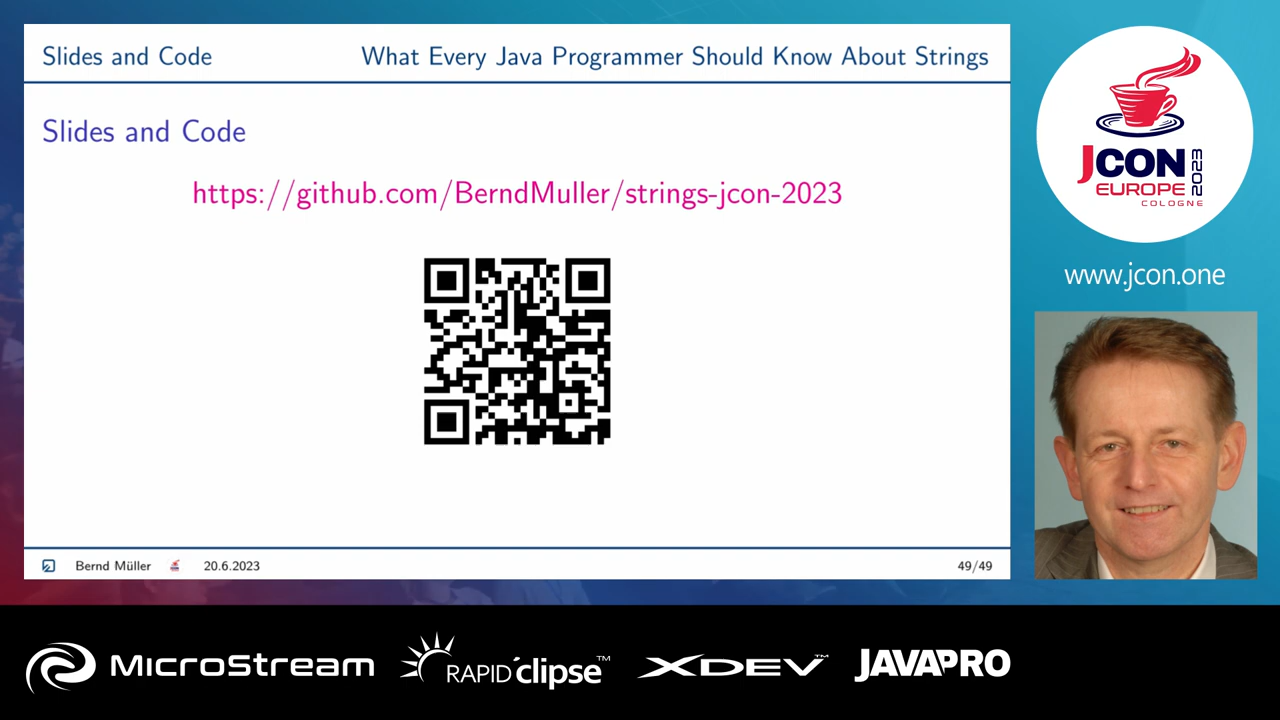 Slides and Code
What Every Java Programmer Should Know About Strings
Slides and Code
https://github.com/BerndMuller/strings-jcon-2023
Bernd Müller
20.6.2023
49/49
JCON 2023
EUROPE
COLOGNE
www.jcon.one
MicroStream
RAPID clipse™
XDEV™
JAVAPRO